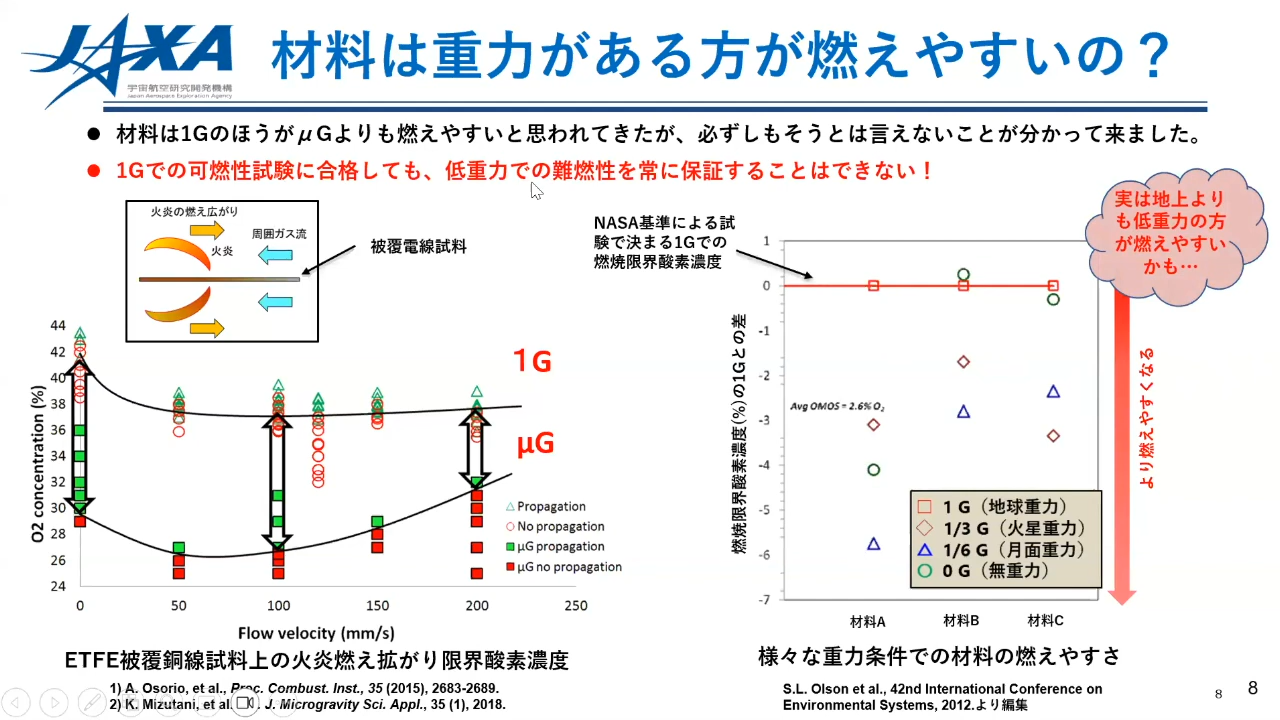 JAXA
宇宙航空研究開発機構
Japan Aerospace Exploration Agency
材料は重力がある方が燃えやすいの？
● 材料は1GのほうがμGよりも燃えやすいと思われてきたが、必ずしもそうとは言えないことが分かって来ました。
● 1Gでの可燃性試験に合格しても、低重力での難燃性を常に保証することはできない！
火炎の燃え広がり
周囲ガス流
火炎
被覆電線試料
44
42
40
38
36
34
32
30
28
26
24
O2 concentration (%)
0 50 100 150 200 250
Flow velocity (mm/s)
1G
μG
Propagation
No propagation
μG propagation
μG no propagation
ETFE被覆銅線試料上の火炎燃え拡がり限界酸素濃度
1) A. Osorio, et al., Proc. Combust. Inst., 35 (2015), 2683-2689.
2) K. Mizutani, et al. J. Microgravity Sci. Appl., 35 (1), 2018.
NASA基準による試
験で決まる1Gでの
燃焼限界酸素濃度
実は地上より
も低重力の方
が燃えやすい
かも…
1
0
-1
-2
-3
-4
-5
-6
-7
燃焼限界酸素濃度(%)の1Gとの差
Avg OMOS = 2.6% O2
1 G（地球重力）
1/3 G（火星重力）
1/6 G（月面重力）
0 G（無重力）
材料A 材料B 材料C
より燃えやすくなる
様々な重力条件での材料の燃えやすさ
S.L. Olson et al., 42nd International Conference on
Environmental Systems, 2012.より編集
8
8